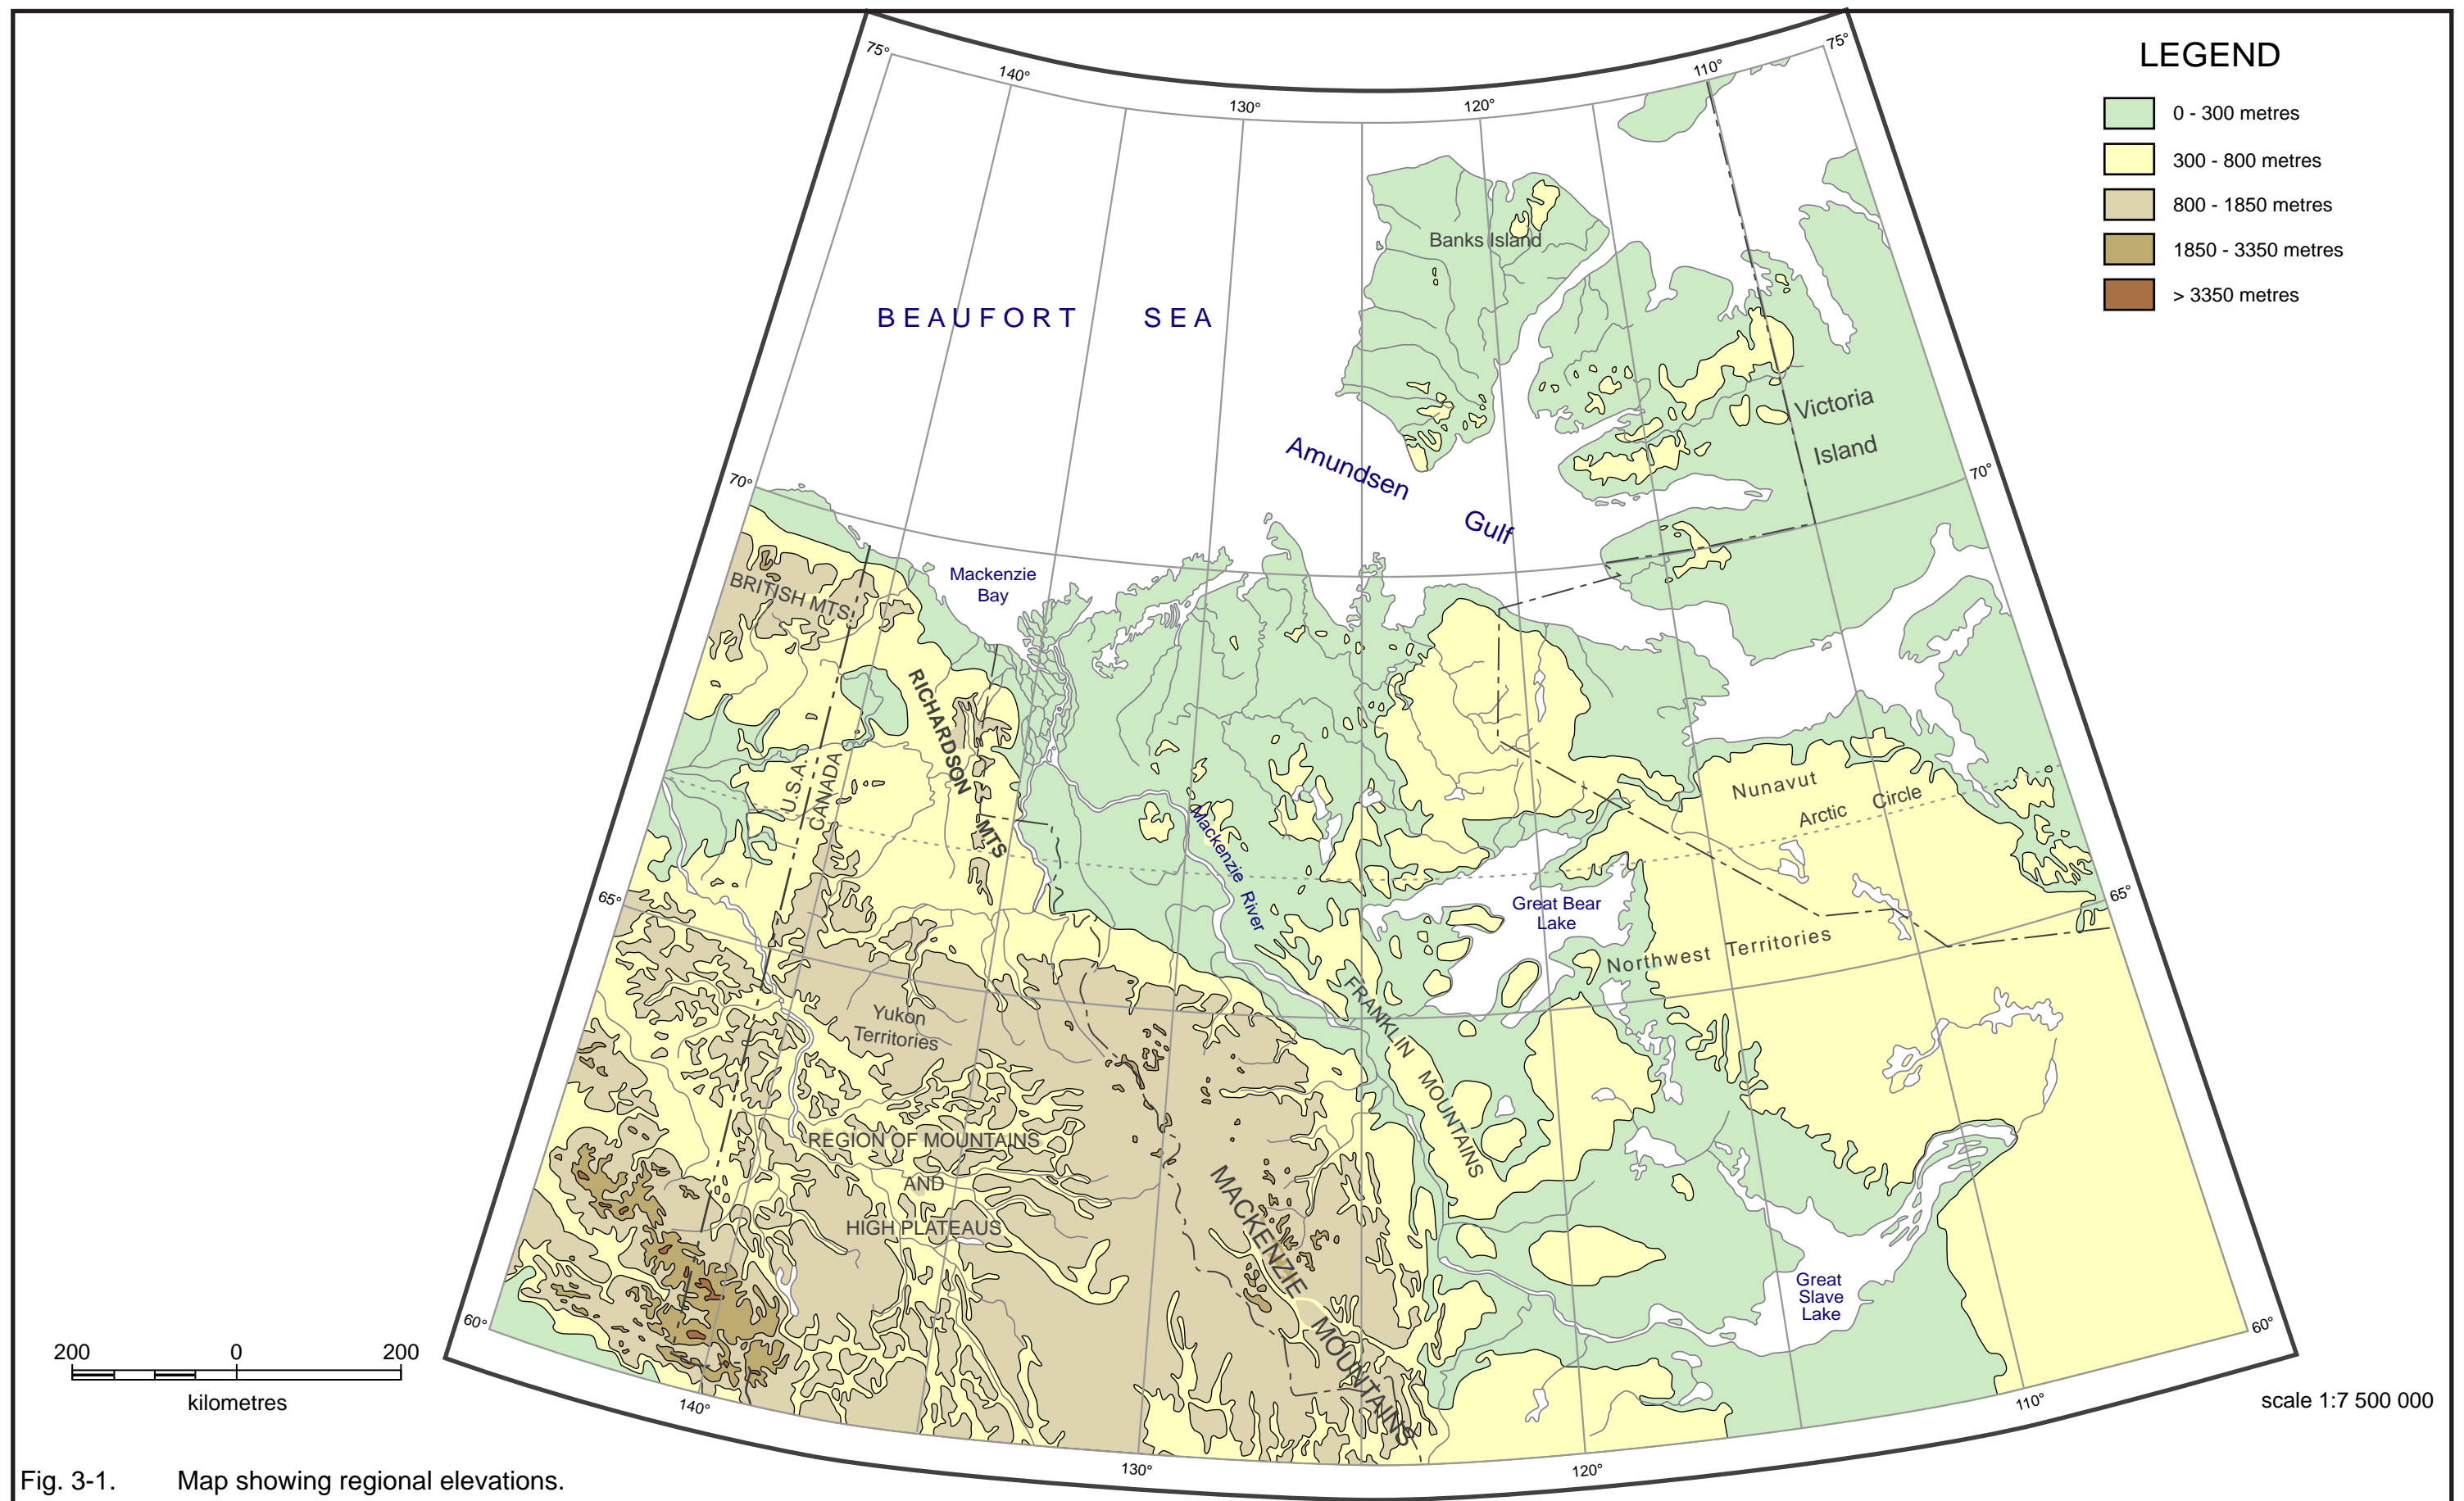 75°
140°
130°
120°
110°
75°
LEGEND
0 - 300 metres
300 - 800 metres
800 - 1850 metres
1850 - 3350 metres
> 3350 metres
Banks Island
BEAUFORT SEA
Victoria
Island
Amundsen
Gulf
70°
70°
Mackenzie
Bay
BRITISH MTS.
RICHARDSON
MTS
U.S.A.
CANADA
Nunavut
Arctic Circle
Mackenzie River
65°
65°
Great Bear
Lake
Northwest Territories
FRANKLIN
MOUNTAINS
Yukon
Territories
REGION OF MOUNTAINS
AND
HIGH PLATEAUS
MACKENZIE
MOUNTAINS
Great
Slave
Lake
60°
60°
200 0 200
kilometres
140°
130°
120°
110°
scale 1:7 500 000
Fig. 3-1. Map showing regional elevations.